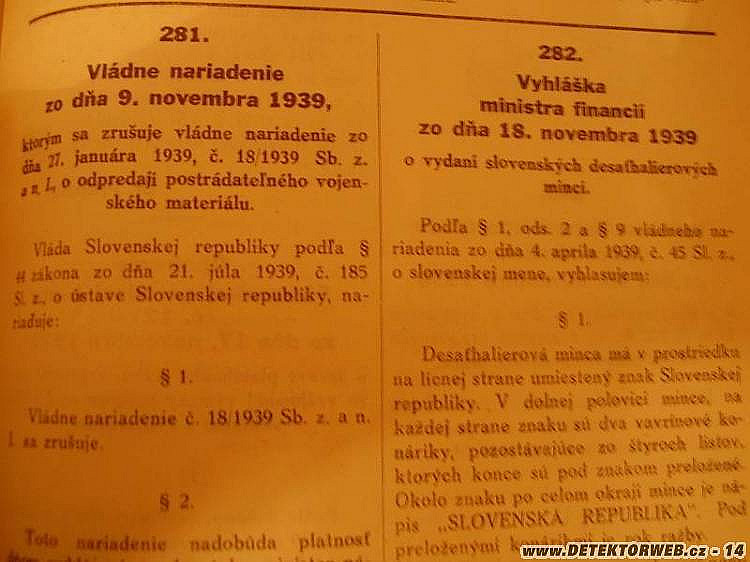 281.
Vládne nariadenie
zo dňa 9. novembra 1939,
ktorým sa zrušuje vládne nariadenie zo
dňa 27. januára 1939, č. 18/1939 Sb. z.
a n. I., o odpredaji postrádateľného vojen-
ského materiálu.
Vláda Slovenskej republiky podľa §
44 zákona zo dňa 21. júla 1939, č. 185
Sl. z., o ústave Slovenskej republiky, na-
riaduje:
§ 1.
Vládne nariadenie č. 18/1939 Sb. z. a n.
I. sa zrušuje.
§ 2.
Toto nariadenie nadobúda platnosť
282.
Vyhláška
ministra financií
zo dňa 18. novembra 1939
o vydaní slovenských desaťhalierových
mincí.
Podľa § 1, ods. 2 a § 9 vládneho na-
riadenia zo dňa 4. apríla 1939, č. 45 Sl. z.,
o slovenskej mene, vyhlasujem:
§ 1.
Desaťhalierová minca má v prostriedku
na lícnej strane umiestený znak Slovenskej
republiky. V dolnej polovici mince, na
každej strane znaku sú dva vavrínové ko-
náriky, pozostávajúce zo štyroch listov,
ktorých konce sú pod znakom preložené.
Okolo znaku po celom okraji mince je ná-
pis „SLOVENSKÁ REPUBLIKA". Pod
preloženými konárikmi je rok razby.
www.DETEKTORWEB.cz - 14